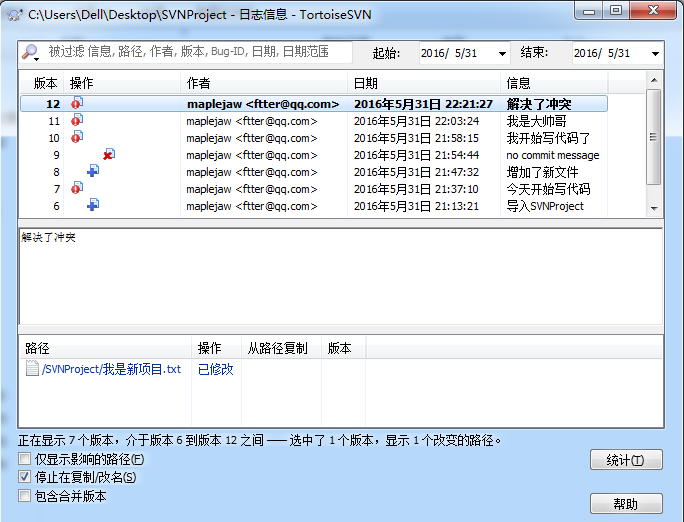 C:\Users\Dell\Desktop\SVNProject - 日志信息 - TortoiseSVN
被过滤 信息, 路径, 作者, 版本, Bug-ID, 日期, 日期范围 起始: 2016/ 5/31 结束: 2016/ 5/31
版本 操作 作者 日期 信息
12 maplejaw <ftter@qq.com> 2016年5月31日 22:21:27 解决了冲突
11 maplejaw <ftter@qq.com> 2016年5月31日 22:03:24 我是大帅哥
10 maplejaw <ftter@qq.com> 2016年5月31日 21:58:15 我开始写代码了
9 maplejaw <ftter@qq.com> 2016年5月31日 21:54:44 no commit message
8 maplejaw <ftter@qq.com> 2016年5月31日 21:47:32 增加了新文件
7 maplejaw <ftter@qq.com> 2016年5月31日 21:37:10 今天开始写代码
6 maplejaw <ftter@qq.com> 2016年5月31日 21:13:21 导入SVNProject
解决了冲突
路径 操作 从路径复制 版本
/SVNProject/我是新项目.txt 已修改
正在显示 7 个版本，介于版本 6 到版本 12 之间 —— 选中了 1 个版本，显示 1 个改变的路径。
仅显示影响的路径(F) 统计(T)
停止在复制/改名(S)
包含合并版本
帮助